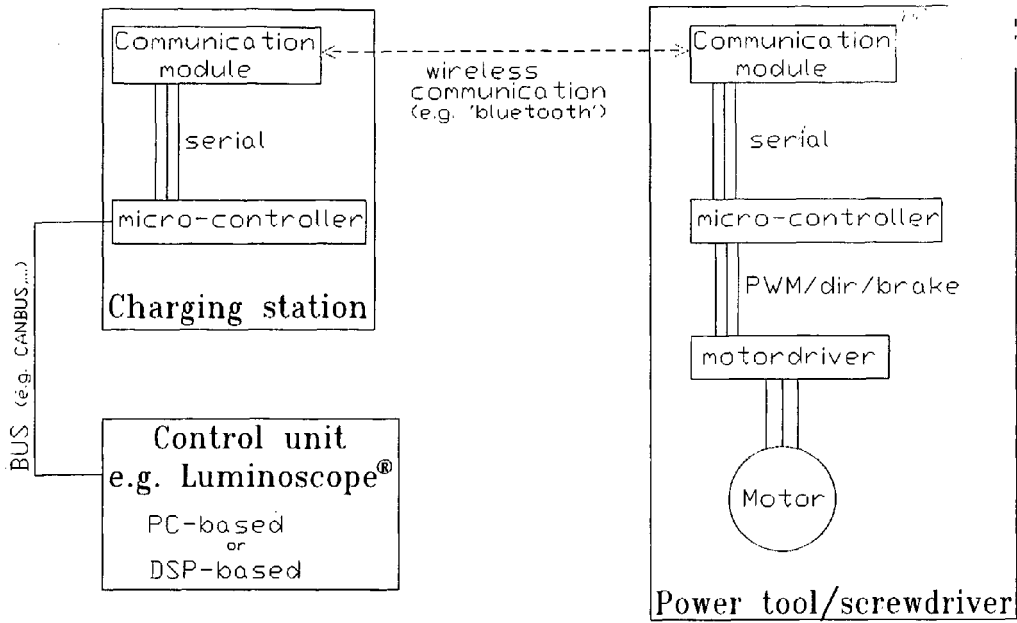 Communication
module
serial
micro-controller
Charging station
wireless
communication
(e.g. 'bluetooth')
BUS (e.g. CANBUS,...)
Control unit
e.g. Luminoscope®
PC-based
or
DSP-based
Communication
module
serial
micro-controller
PWM/dir/brake
motordriver
Motor
Power tool/screwdriver